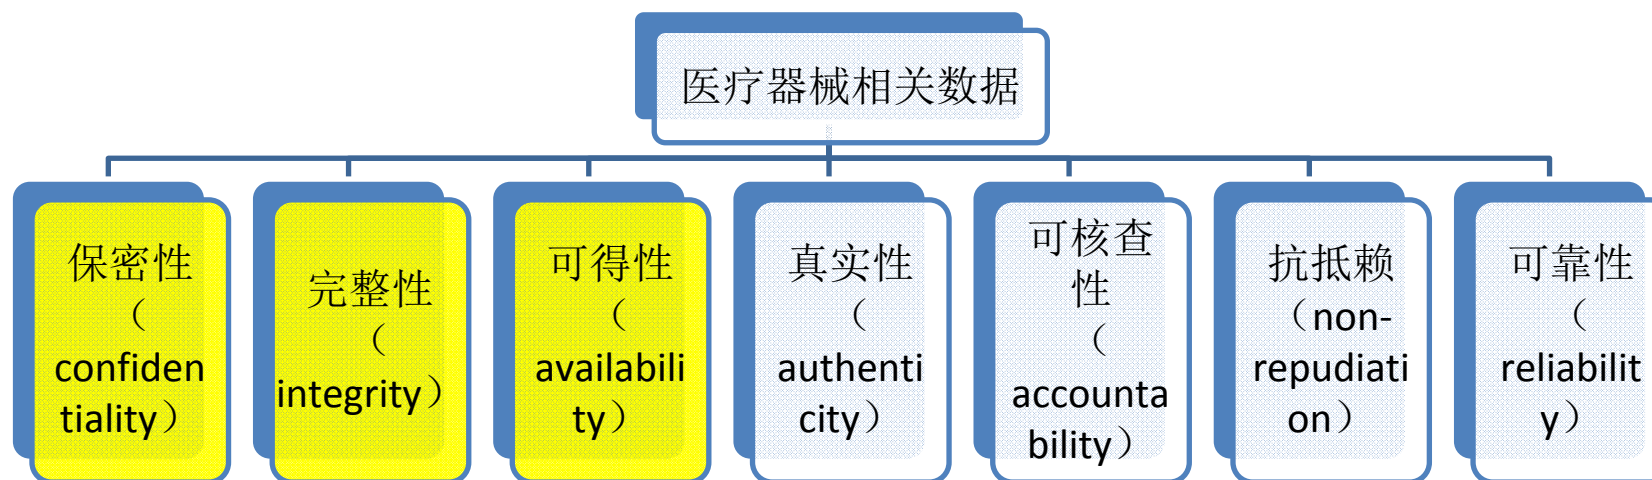 医疗器械相关数据
保密性
（
confiden
tiality）
完整性
（
integrity）
可得性
（
availabili
ty）
真实性
（
authenti
city）
可核查
性
（
accounta
bility）
抗抵赖
（non-
repudiati
on）
可靠性
（
reliabilit
y）